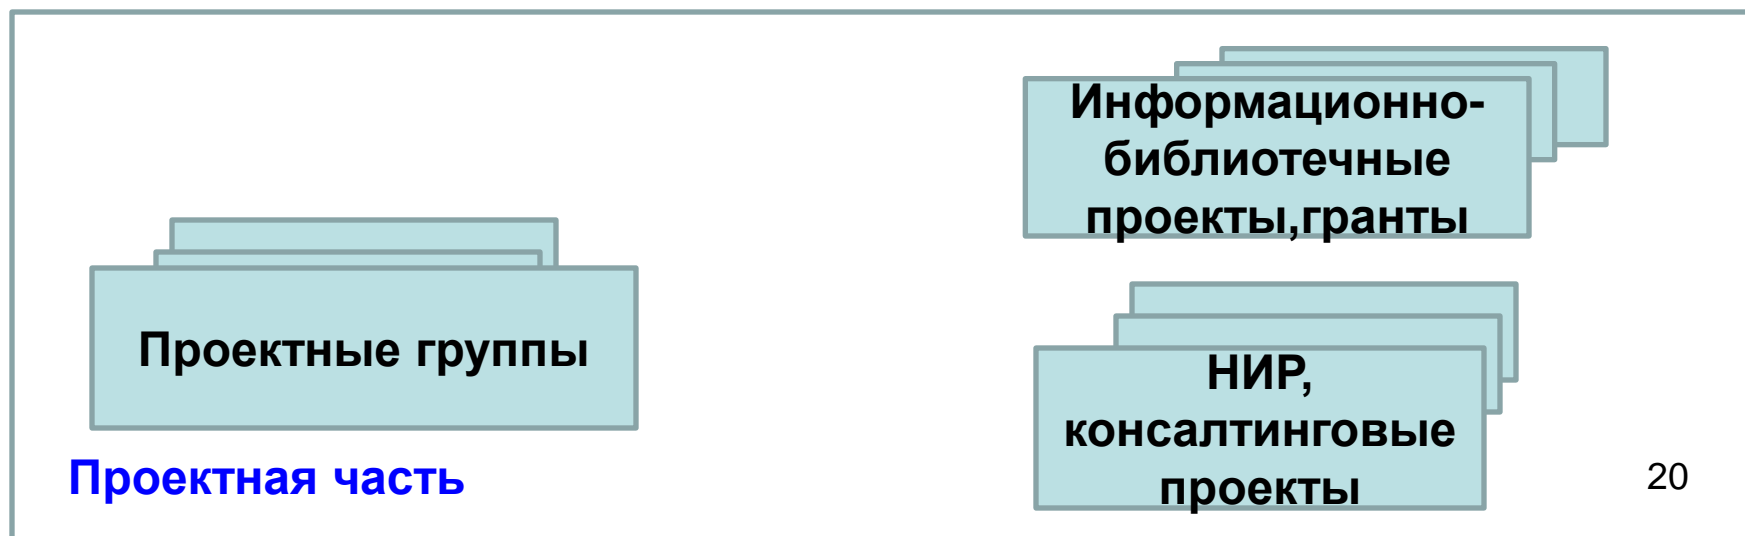 Информационно-
библиотечные
проекты,гранты
Проектные группы
НИР,
консалтинговые
проекты
Проектная часть
20